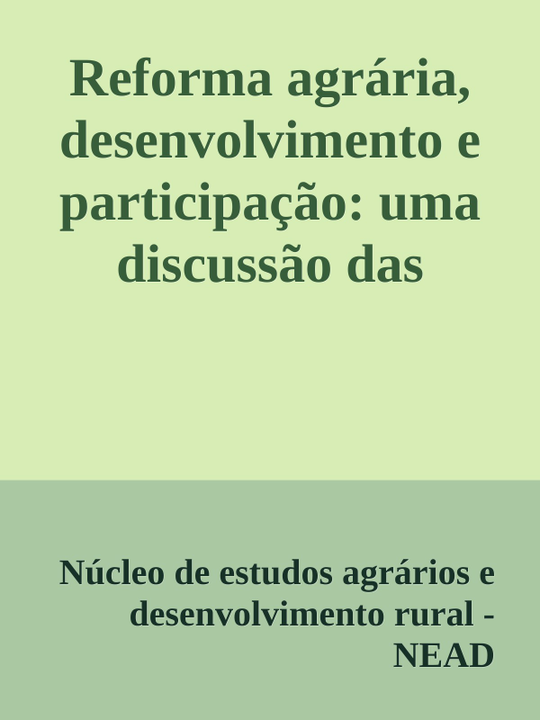 Reforma agrária,
desenvolvimento e
participação: uma
discussão das
Núcleo de estudos agrários e
desenvolvimento rural -
NEAD